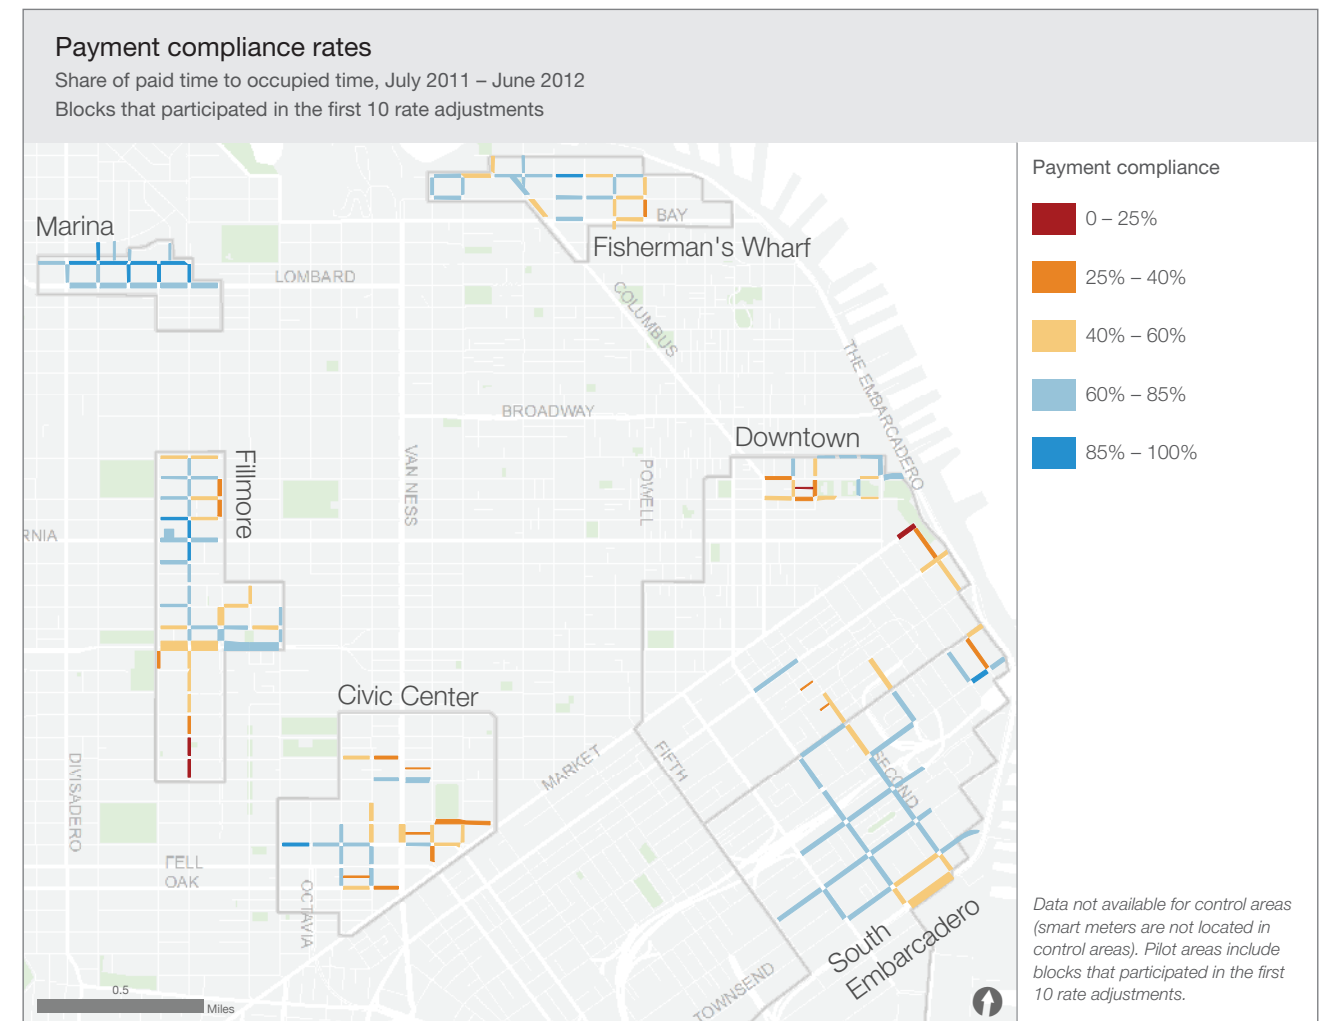 Payment compliance rates
Share of paid time to occupied time, July 2011 – June 2012
Blocks that participated in the first 10 rate adjustments
Payment compliance
0 – 25%
25% – 40%
40% – 60%
60% – 85%
85% – 100%
Marina
BAY
Fisherman's Wharf
LOMBARD
COLUMBUS
THE EMBARCADERO
BROADWAY
Downtown
Fillmore
VAN NESS
POWELL
RNIA
Civic Center
MARKET
FIFTH
SECOND
DIVISADERO
FELL
OAK
OCTAVIA
South
Embarcadero
TOWNSEND
0.5
Miles
Data not available for control areas
(smart meters are not located in
control areas). Pilot areas include
blocks that participated in the first
10 rate adjustments.